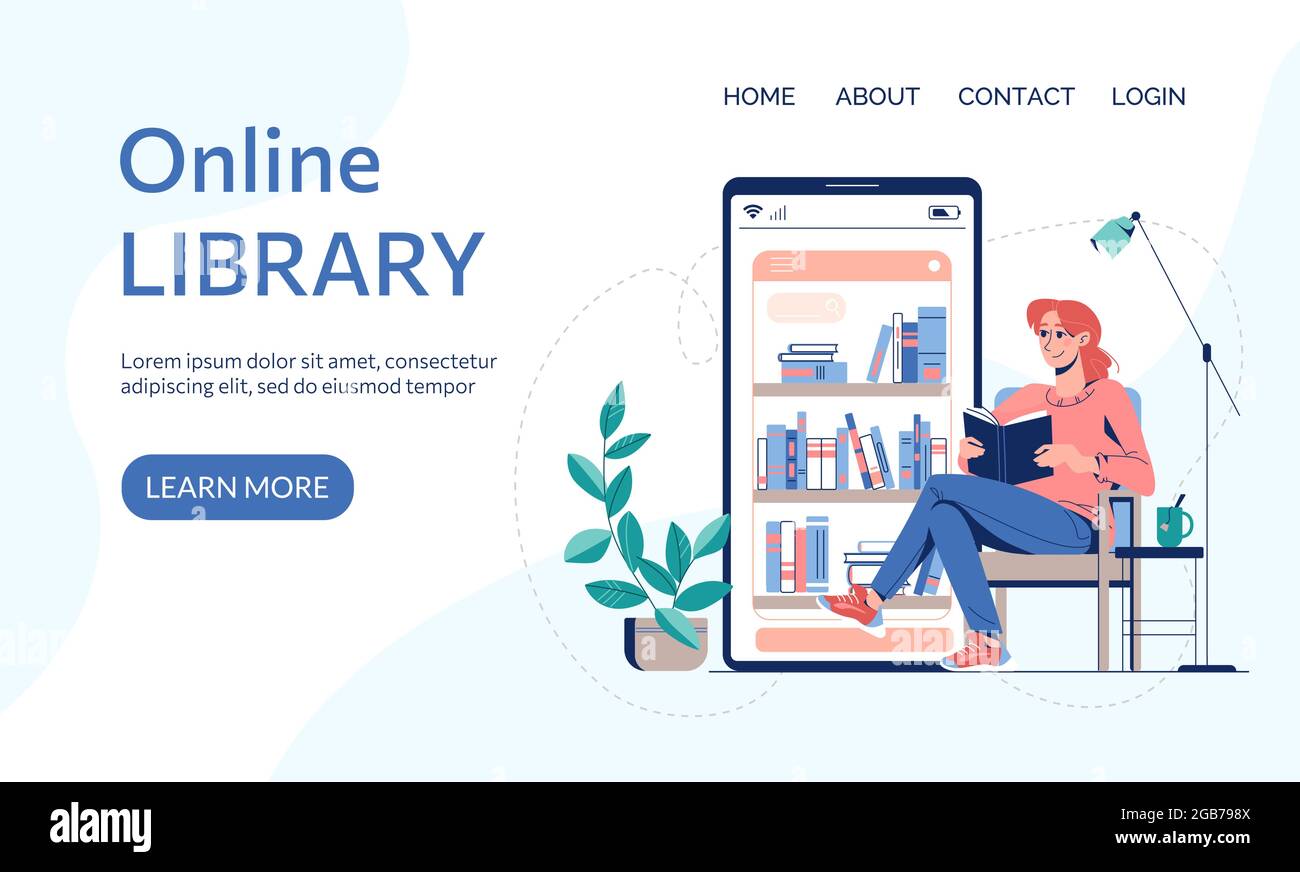 HOME ABOUT CONTACT LOGIN
Online
LIBRARY
Lorem ipsum dolor sit amet, consectetur
adipiscing elit, sed do eiusmod tempor
LEARN MORE
alamy
Image ID: 2GB798X
www.alamy.com